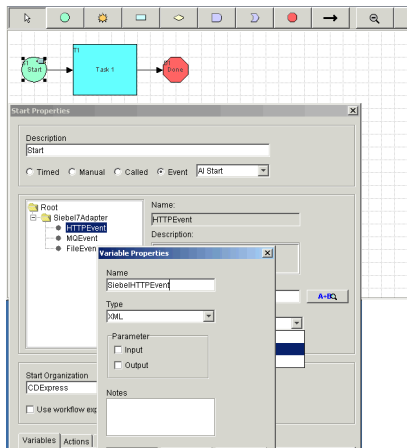 T1
Start
Task 1
Done
Start Properties
Description
Start
Timed
Manual
Called
Event
AI Start
Root
Siebel7Adapter
HTTPEvent
MQEvent
FileEven
Name:
HTTPEvent
Description:
Variable Properties
Name
SiebelHTTPEvent
Type
XML
Parameter
Input
Output
Notes
Start Organization
CDExpress
Use workflow exp
Variables
Actions